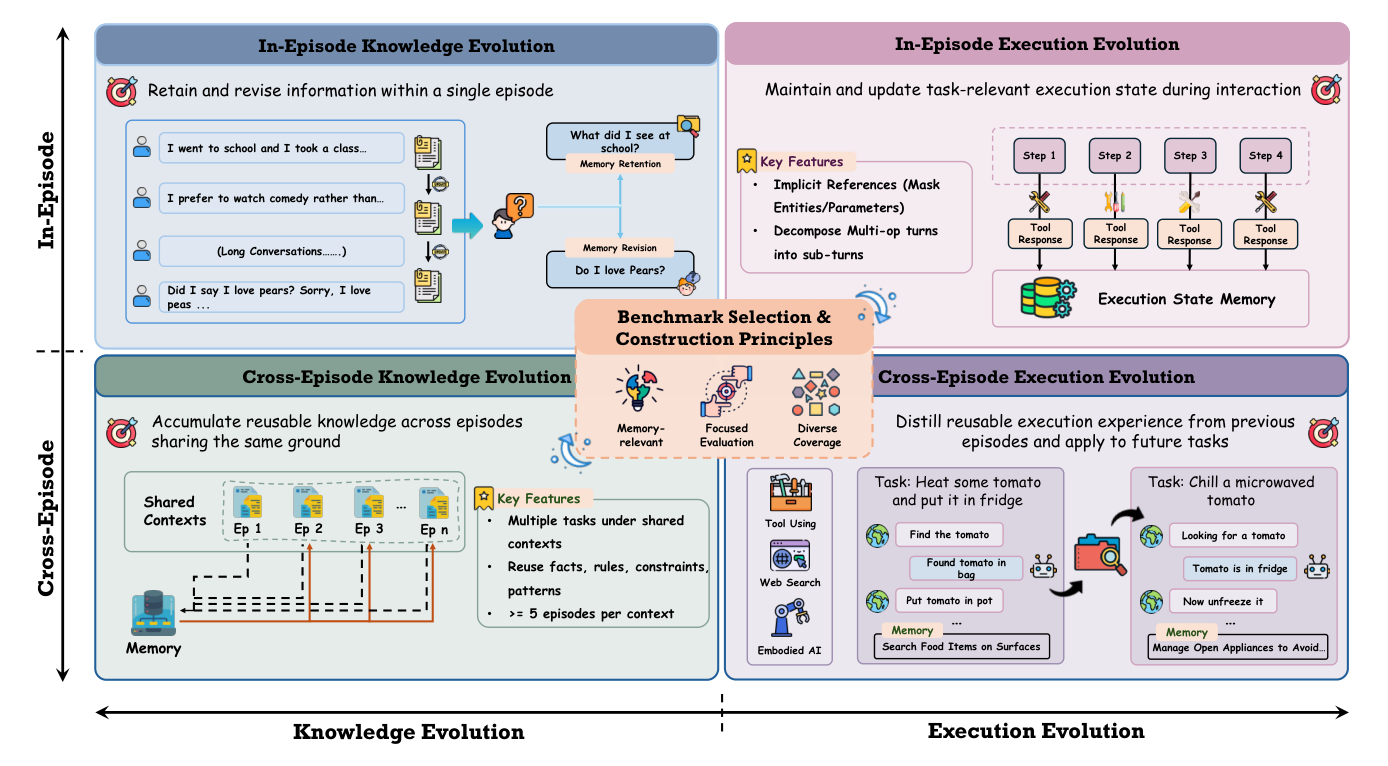 In-Episode
Cross-Episode
In-Episode Knowledge Evolution
Retain and revise information within a single episode
I went to school and I took a class...
I prefer to watch comedy rather than...
(Long Conversations.......)
Did I say I love pears? Sorry, I love
peas ...
What did I see at
school?
Memory Retention
Memory Revision
Do I love Pears?
In-Episode Execution Evolution
Maintain and update task-relevant execution state during interaction
Key Features
• Implicit References (Mask
Entities/Parameters)
• Decompose Multi-op turns
into sub-turns
Step 1
Step 2
Step 3
Step 4
Tool
Response
Tool
Response
Tool
Response
Tool
Response
Execution State Memory
Benchmark Selection &
Construction Principles
Memory-
relevant
Focused
Evaluation
Diverse
Coverage
Cross-Episode Knowledge Evolution
Accumulate reusable knowledge across episodes
sharing the same ground
Shared
Contexts
Ep 1
Ep 2
Ep 3
...
Ep n
Memory
Key Features
• Multiple tasks under shared
contexts
• Reuse facts, rules, constraints,
patterns
• >= 5 episodes per context
Cross-Episode Execution Evolution
Distill reusable execution experience from previous
episodes and apply to future tasks
Tool Using
Web Search
Embodied AI
Task: Heat some tomato
and put it in fridge
Find the tomato
Found tomato in
bag
Put tomato in pot
...
Memory
Search Food Items on Surfaces
Task: Chill a microwaved
tomato
Looking for a tomato
Tomato is in fridge
Now unfreeze it
...
Memory
Manage Open Appliances to Avoid...
Knowledge Evolution
Execution Evolution